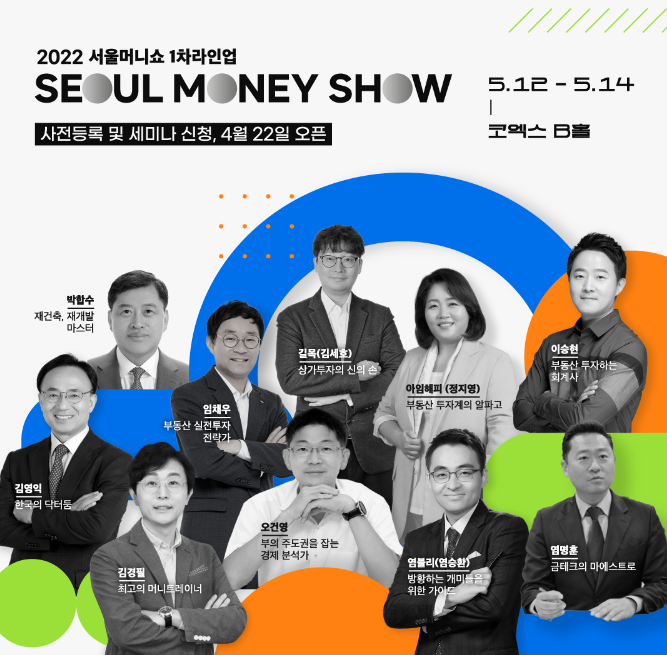 2022 서울머니쇼 1차라인업
SEOUL MONEY SHOW
사전등록 및 세미나 신청, 4월 22일 오픈
5.12 - 5.14
코엑스 B홀
박합수
재건축, 재개발
마스터
임채우
부동산 실전투자
전략가
길목(김세호)
상가투자의 신의 손
아임해피 (정지영)
부동산 투자계의 알파고
이승현
부동산 투자하는
회계사
김영익
한국의 닥터둠
김경필
최고의 머니트레이너
오건영
부의 주도권을 잡는
경제 분석가
염블리(염승환)
방황하는 개미들을
위한 가이드
염명훈
금테크의 마에스트로